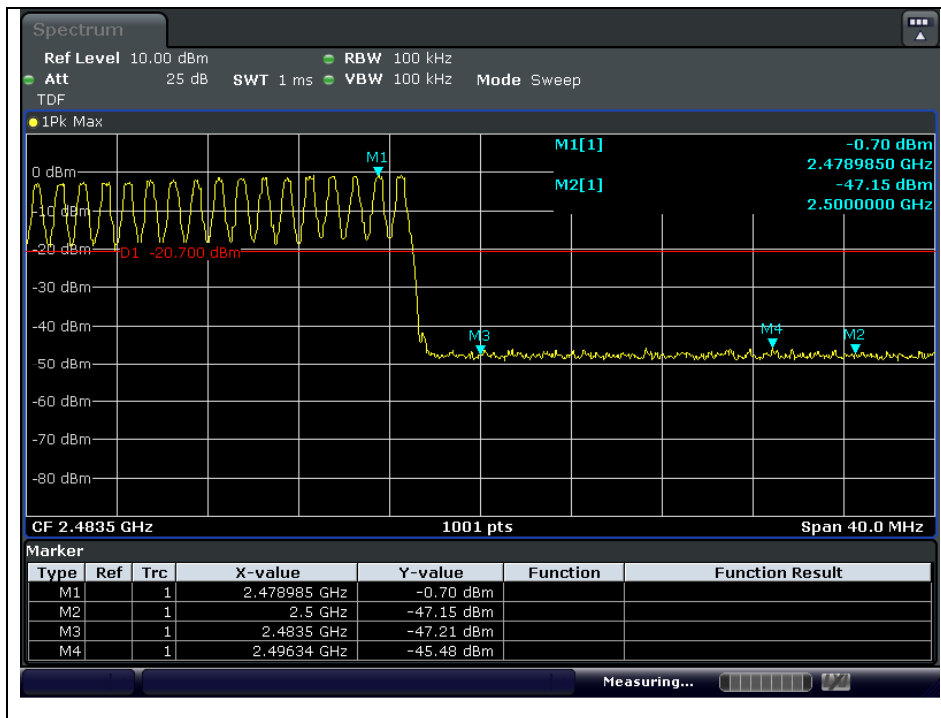 Spectrum
Ref Level 10.00 dBm RBW 100 kHz
Att 25 dB SWT 1 ms VBW 100 kHz Mode Sweep
TDF
1Pk Max
M1[1] -0.70 dBm
2.4789850 GHz
M2[1] -47.15 dBm
2.5000000 GHz
M1
0 dBm
-10 dBm
-20 dBm
D1 -20.700 dBm
-30 dBm
-40 dBm
M3
M4
M2
-50 dBm
-60 dBm
-70 dBm
-80 dBm
CF 2.4835 GHz 1001 pts Span 40.0 MHz
Marker
Type Ref Trc X-value Y-value Function Function Result
M1 1 2.478985 GHz -0.70 dBm
M2 1 2.5 GHz -47.15 dBm
M3 1 2.4835 GHz -47.21 dBm
M4 1 2.49634 GHz -45.48 dBm
Measuring...